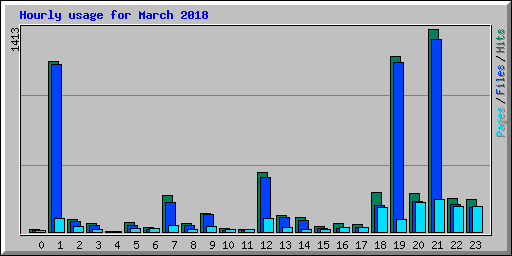 Hourly usage for March 2018
1413
Pages/Files/Hits
0 1 2 3 4 5 6 7 8 9 10 11 12 13 14 15 16 17 18 19 20 21 22 23